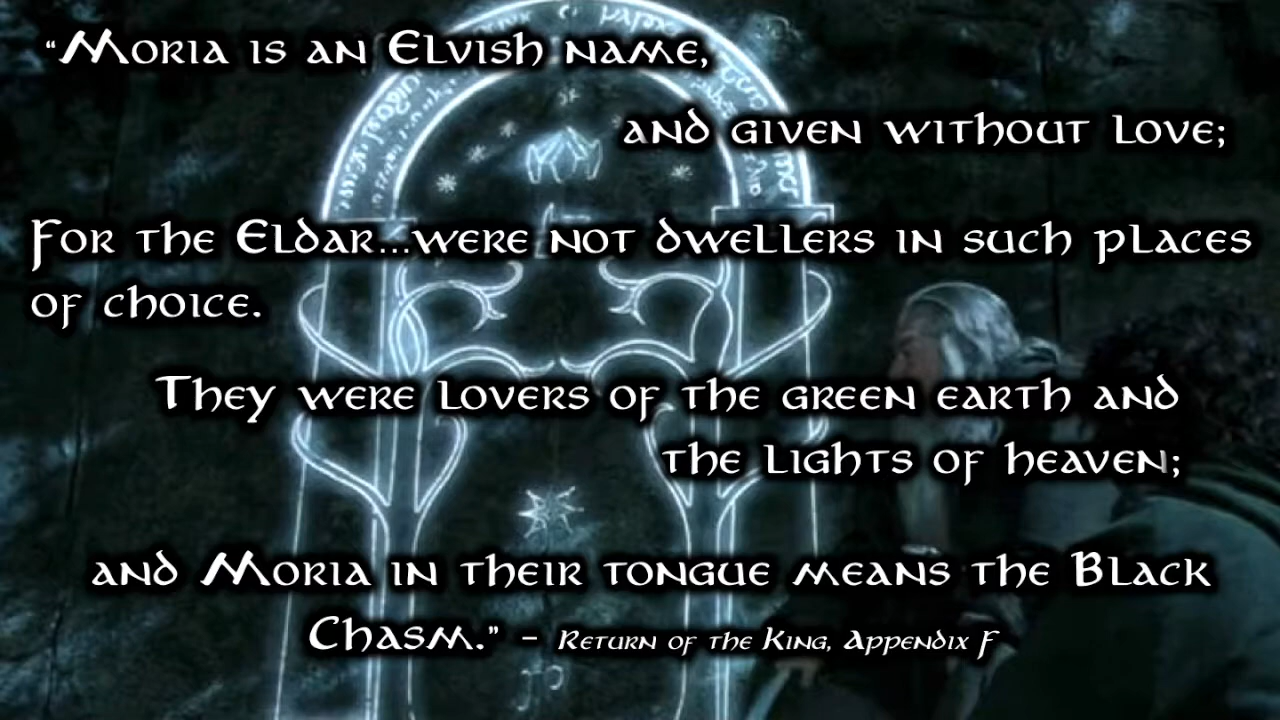 “Moria is an Elvish name,
and given without love;
For the Eldar...were not dwellers in such places
of choice.
They were lovers of the green earth and
the lights of heaven;
and Moria in their tongue means the Black
Chasm.” – Return of the King, Appendix F